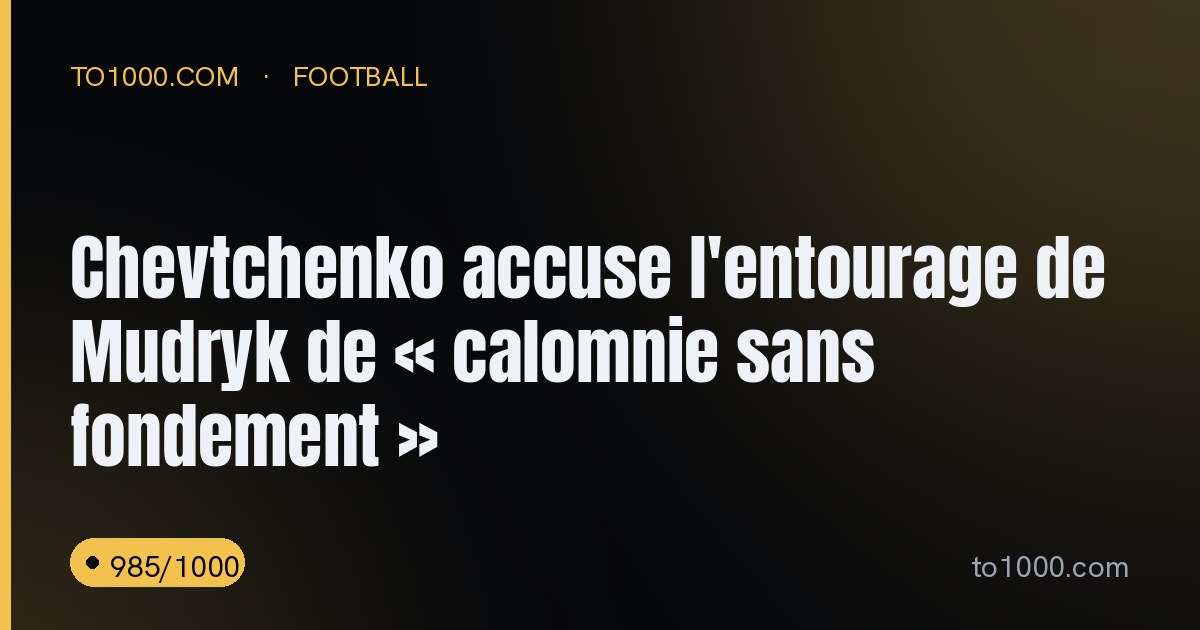 TO1000.COM · FOOTBALL
Chevtchenko accuse l'entourage de
Mudryk de « calomnie sans
fondement »
985/1000
to1000.com